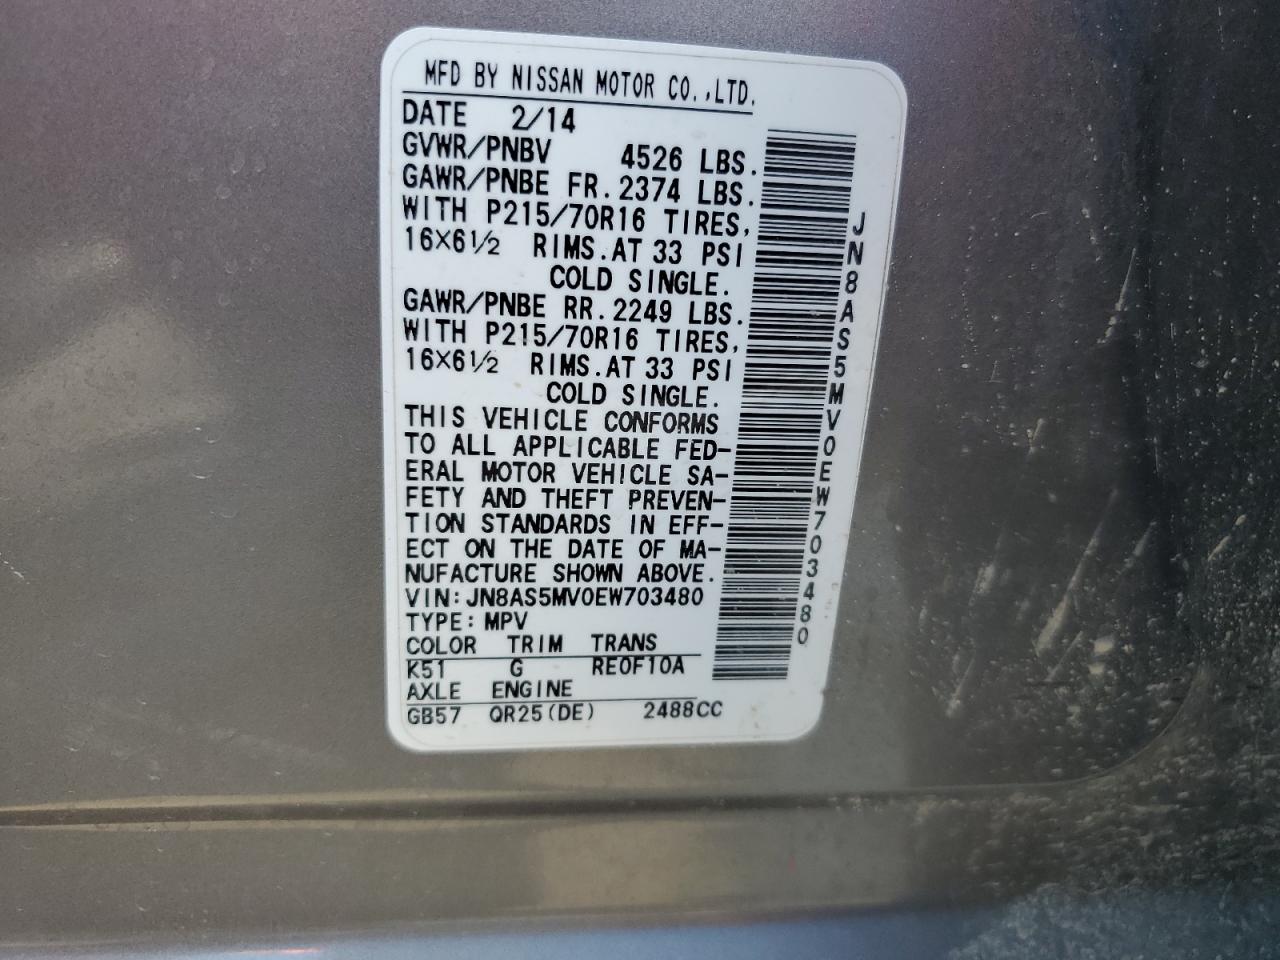 MFD BY NISSAN MOTOR CO.,LTD.
DATE 2/14
GVWR/PNBV 4526 LBS.
GAWR/PNBE FR. 2374 LBS.
WITH P215/70R16 TIRES,
16X6½ RIMS. AT 33 PSI
COLD SINGLE.
GAWR/PNBE RR. 2249 LBS.
WITH P215/70R16 TIRES,
16X6½ RIMS. AT 33 PSI
COLD SINGLE.
THIS VEHICLE CONFORMS
TO ALL APPLICABLE FED-
ERAL MOTOR VEHICLE SA-
FETY AND THEFT PREVEN-
TION STANDARDS IN EFF-
ECT ON THE DATE OF MA-
NUFACTURE SHOWN ABOVE.
VIN: JN8AS5MV0EW703480
TYPE: MPV
COLOR TRIM TRANS
K51 G RE0F10A
AXLE ENGINE
GB57 QR25(DE) 2488CC
JN8AS5MV0EW703480